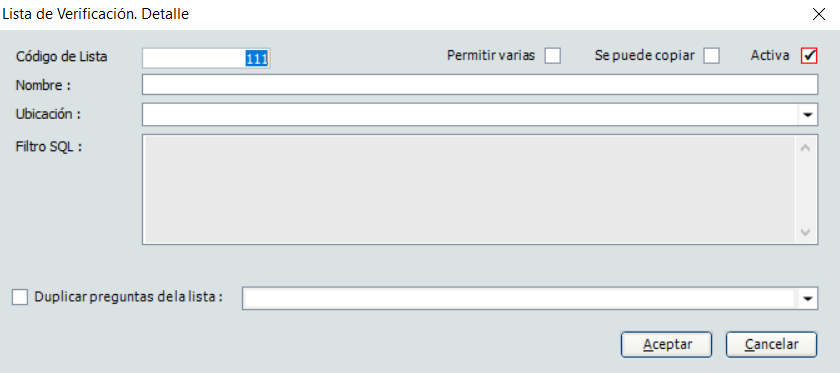 Lista de Verificación. Detalle
Código de Lista 111 Permitir varias Se puede copiar Activa
Nombre :
Ubicación :
Filtro SQL :
Duplicar preguntas de la lista :
Aceptar Cancelar